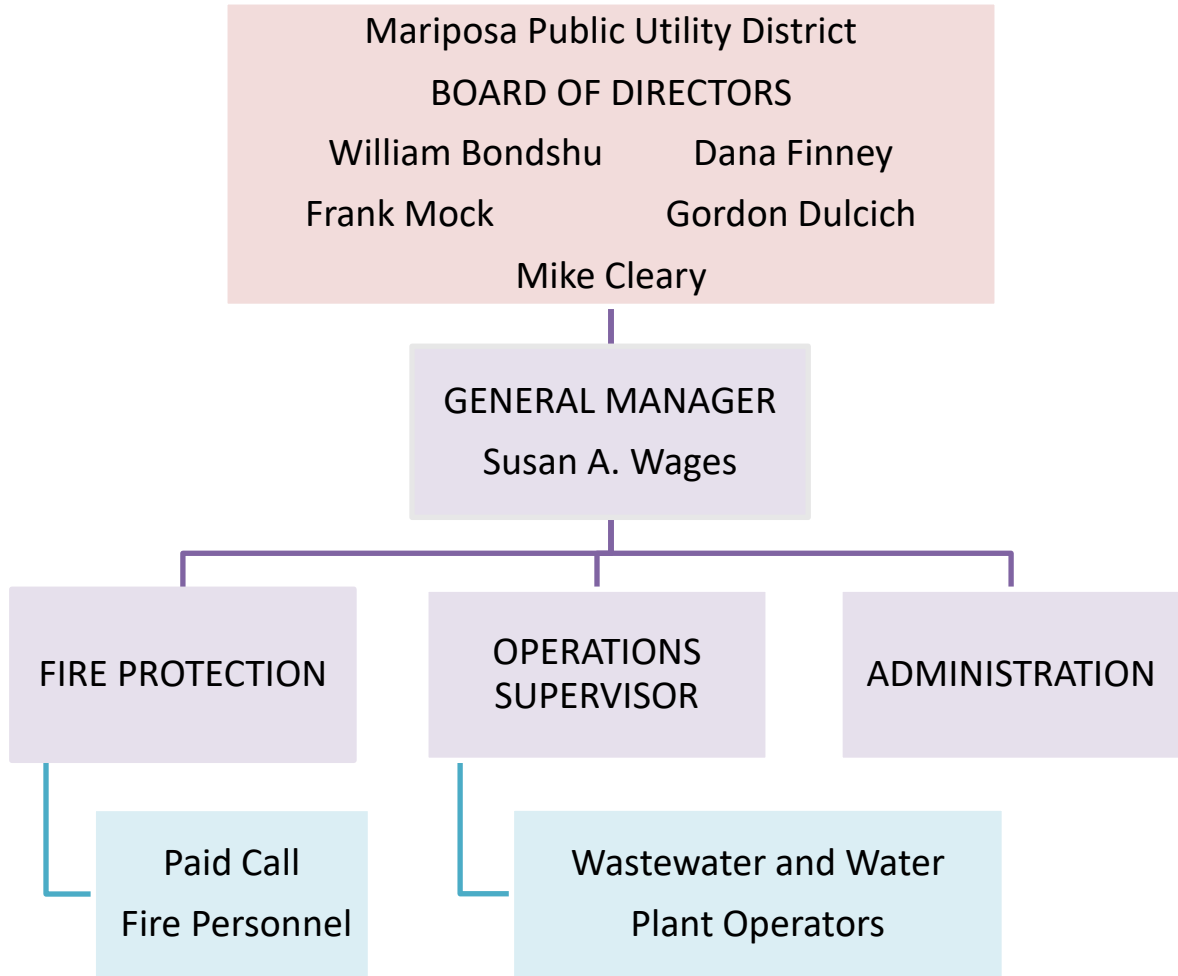 Mariposa Public Utility District
BOARD OF DIRECTORS
William Bondshu Dana Finney
Frank Mock Gordon Dulcich
Mike Cleary
GENERAL MANAGER
Susan A. Wages
FIRE PROTECTION
OPERATIONS
SUPERVISOR
ADMINISTRATION
Paid Call
Fire Personnel
Wastewater and Water
Plant Operators